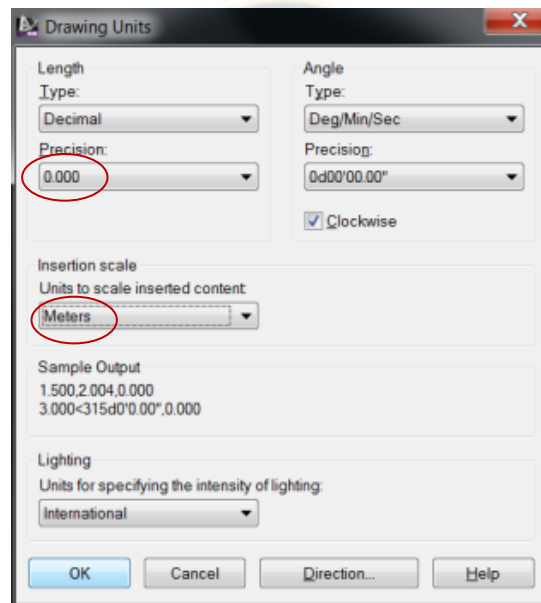 Drawing Units
X
Length
Type:
Decimal
Precision:
0.000
Angle
Type:
Deg/Min/Sec
Precision:
0d00'00.00"
Clockwise
Insertion scale
Units to scale inserted content:
Meters
Sample Output
1.500,2.004,0.000
3.000<315d0'0.00",0.000
Lighting
Units for specifying the intensity of lighting:
International
OK
Cancel
Direction...
Help